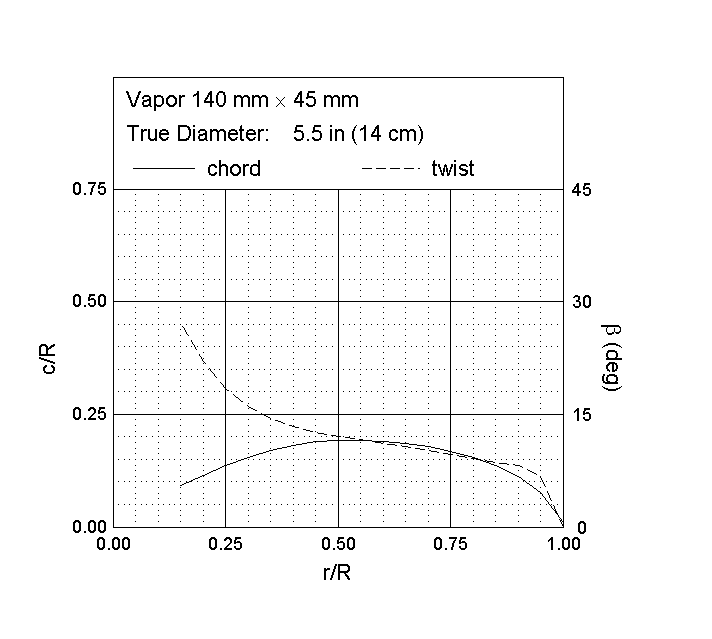 Vapor 140 mm × 45 mm
True Diameter: 5.5 in (14 cm)
chord twist
0.75 45
0.50 30
c/R
β (deg)
0.25 15
0.00 0
0.00 0.25 0.50 0.75 1.00
r/R